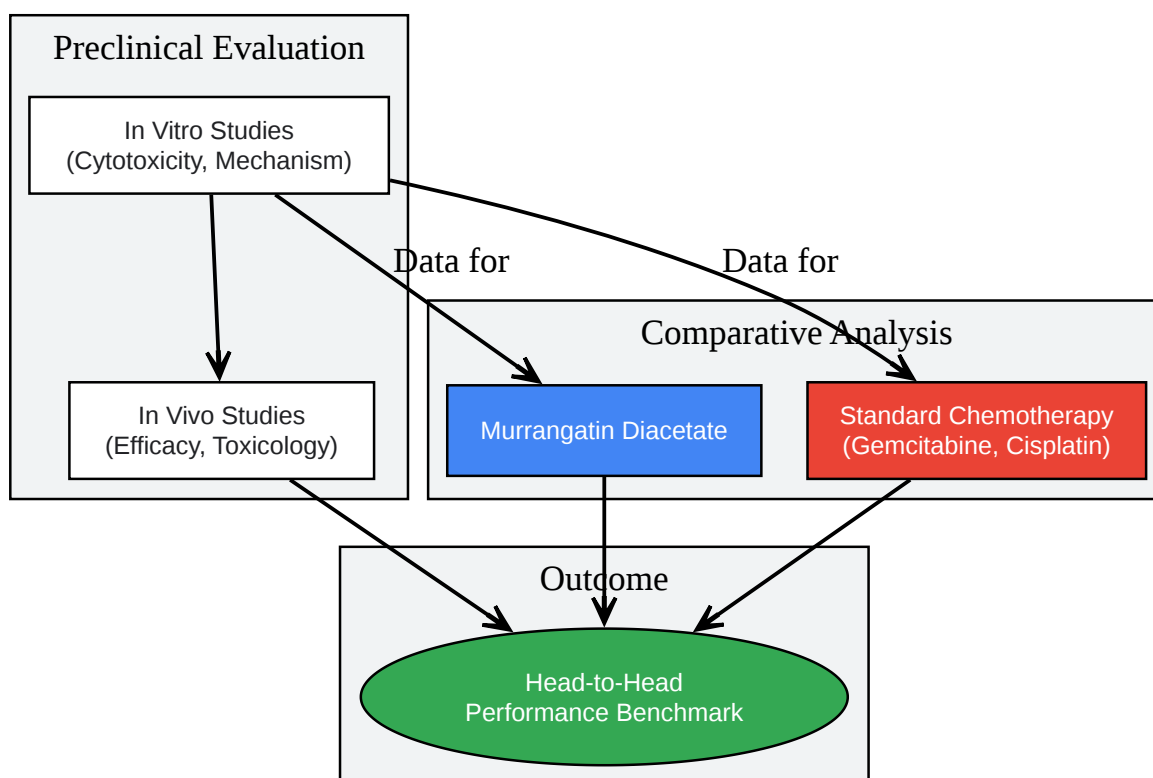 Preclinical Evaluation
In Vitro Studies
(Cytotoxicity, Mechanism)
Data for
Data for
Comparative Analysis
In Vivo Studies
(Efficacy, Toxicology)
Murrangatin Diacetate
Standard Chemotherapy
(Gemcitabine, Cisplatin)
Outcome
Head-to-Head
Performance Benchmark